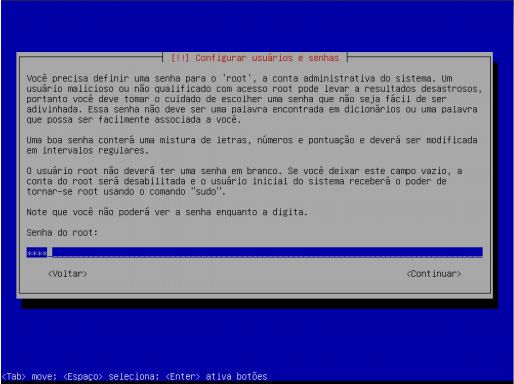 [!!] Configurar usuários e senhas
Você precisa definir uma senha para o 'root', a conta administrativa do sistema. Um
usuário malicioso ou não qualificado com acesso root pode levar a resultados desastrosos,
portanto você deve tomar o cuidado de escolher uma senha que não seja fácil de ser
adivinhada. Essa senha não deve ser uma palavra encontrada em dicionários ou uma palavra
que possa ser facilmente associada a você.
Uma boa senha conterá uma mistura de letras, números e pontuação e deverá ser modificada
em intervalos regulares.
O usuário root não deverá ter uma senha em branco. Se você deixar este campo vazio, a
conta do root será desabilitada e o usuário inicial do sistema receberá o poder de
tornar-se root usando o comando "sudo".
Note que você não poderá ver a senha enquanto a digita.
Senha do root:
****
<Voltar> <Continuar>
<Tab> move; <Espaço> seleciona; <Enter> ativa botões